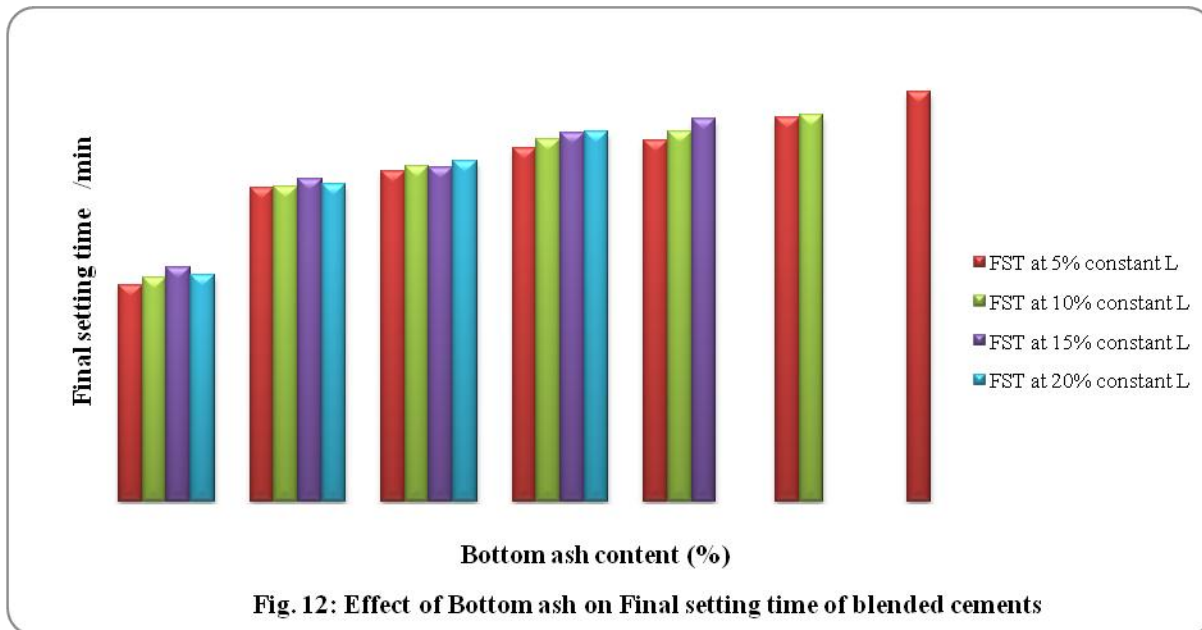 Final setting time /min
FST at 5% constant L
FST at 10% constant L
FST at 15% constant L
FST at 20% constant L
Bottom ash content (%)
Fig. 12: Effect of Bottom ash on Final setting time of blended cements